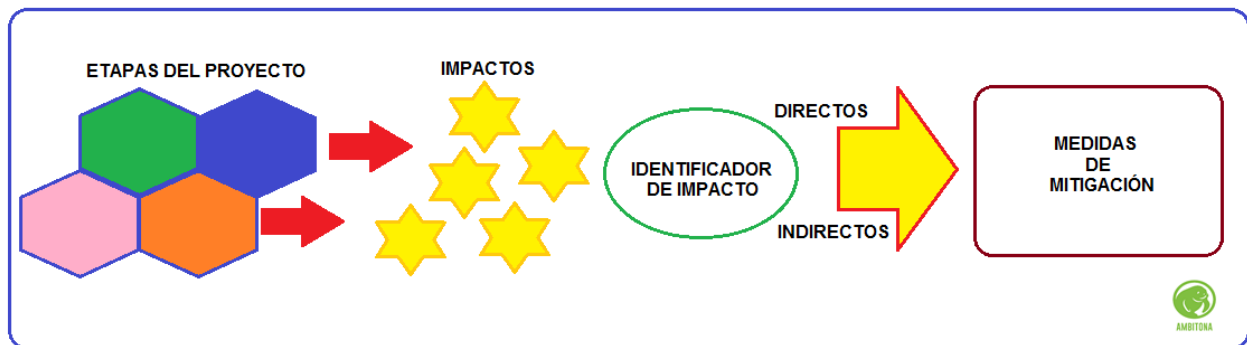 ETAPAS DEL PROYECTO
IMPACTOS
IDENTIFICADOR
DE IMPACTO
DIRECTOS
INDIRECTOS
MEDIDAS
DE
MITIGACIÓN
AMBITONA